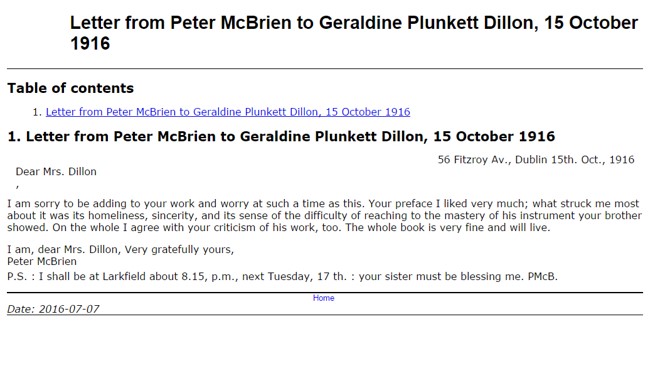 Letter from Peter McBrien to Geraldine Plunkett Dillon, 15 October
1916
Table of contents
1. Letter from Peter McBrien to Geraldine Plunkett Dillon, 15 October 1916
1. Letter from Peter McBrien to Geraldine Plunkett Dillon, 15 October 1916
56 Fitzroy Av., Dublin 15th. Oct., 1916
Dear Mrs. Dillon
,
I am sorry to be adding to your work and worry at such a time as this. Your preface I liked very much; what struck me most
about it was its homeliness, sincerity, and its sense of the difficulty of reaching to the mastery of his instrument your brother
showed. On the whole I agree with your criticism of his work, too. The whole book is very fine and will live.
I am, dear Mrs. Dillon, Very gratefully yours,
Peter McBrien
P.S. : I shall be at Larkfield about 8.15, p.m., next Tuesday, 17 th. : your sister must be blessing me. PMcB.
Home
Date: 2016-07-07